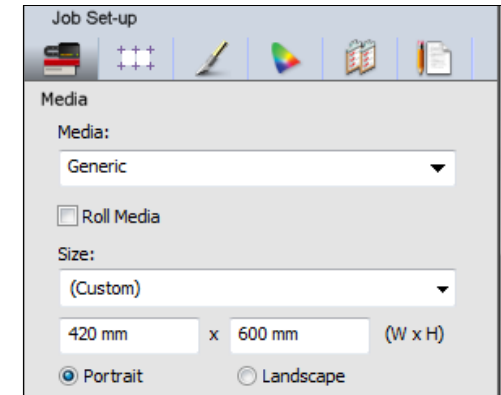 Job Set-up
Media
Media:
Generic
Roll Media
Size:
(Custom)
420 mm x 600 mm (W x H)
Portrait Landscape